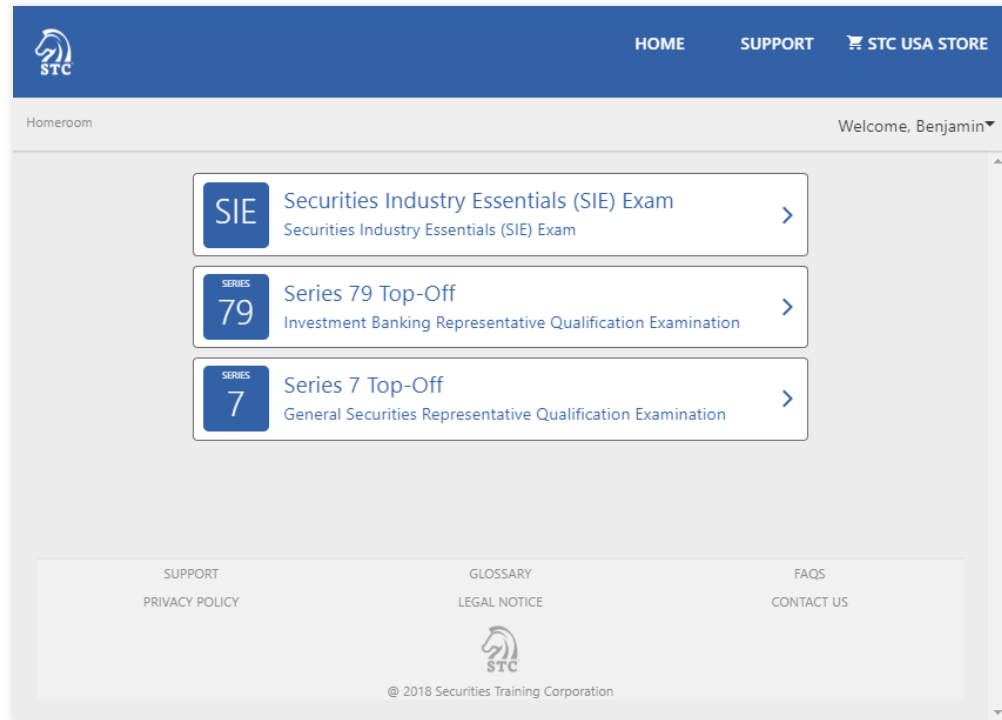 STC
HOME SUPPORT STC USA STORE
Homeroom
Welcome, Benjamin
SIE
Securities Industry Essentials (SIE) Exam
Securities Industry Essentials (SIE) Exam
SERIES
79
Series 79 Top-Off
Investment Banking Representative Qualification Examination
SERIES
7
Series 7 Top-Off
General Securities Representative Qualification Examination
SUPPORT GLOSSARY FAQS
PRIVACY POLICY LEGAL NOTICE CONTACT US
STC
@ 2018 Securities Training Corporation